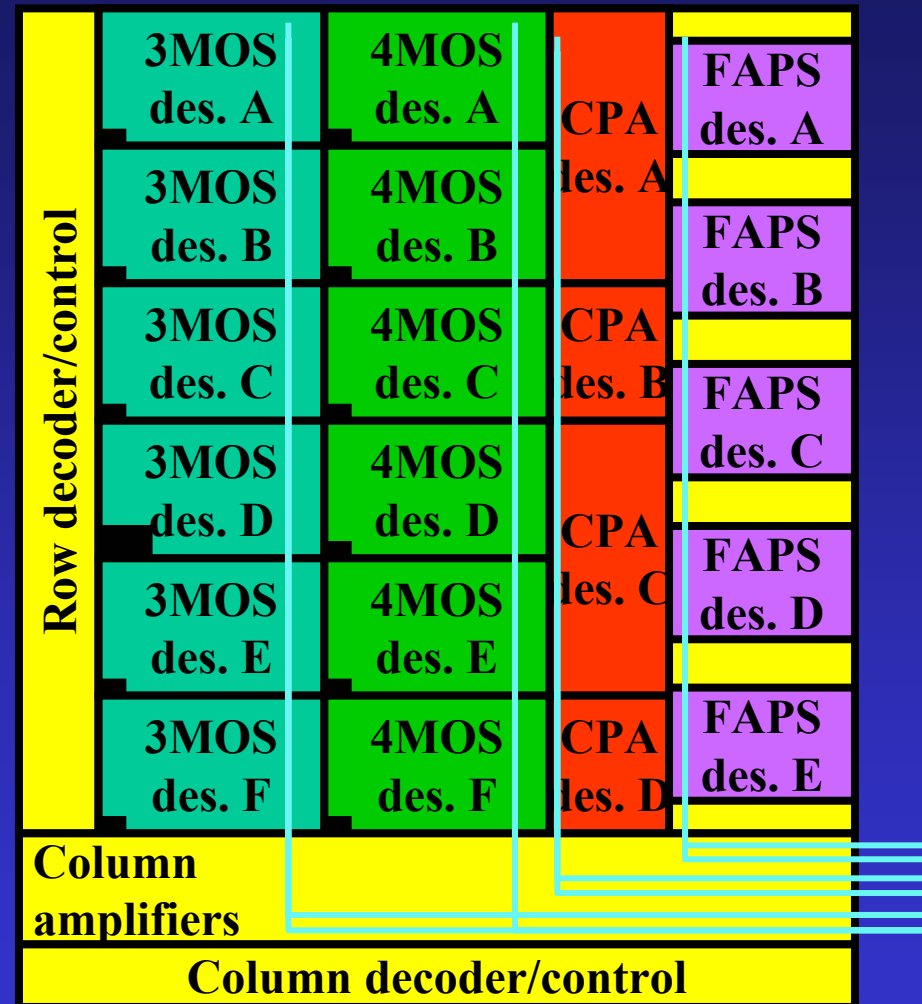 Row decoder/control
3MOS
des. A
3MOS
des. B
3MOS
des. C
3MOS
des. D
3MOS
des. E
3MOS
des. F
4MOS
des. A
4MOS
des. B
4MOS
des. C
4MOS
des. D
4MOS
des. E
4MOS
des. F
CPA
des. A
CPA
des. B
CPA
des. C
CPA
des. D
FAPS
des. A
FAPS
des. B
FAPS
des. C
FAPS
des. D
FAPS
des. E
Column
amplifiers
Column decoder/control